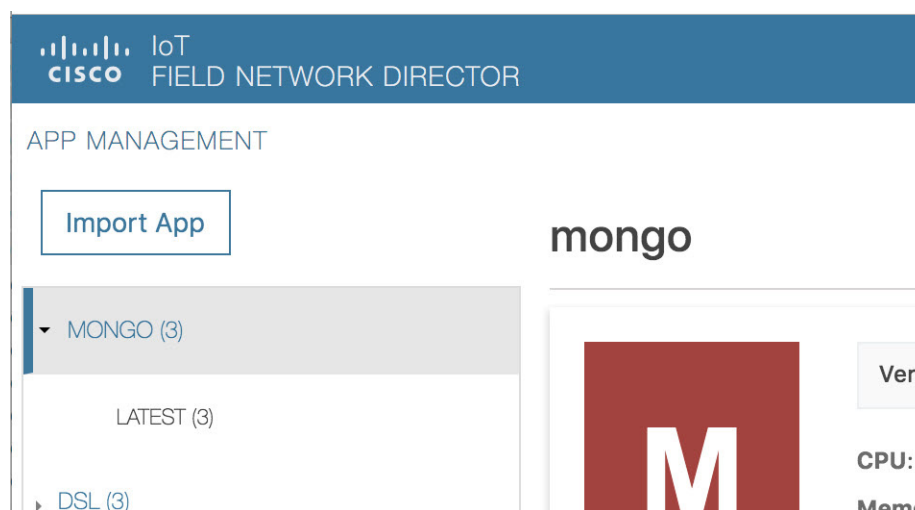 IoT
CISCO FIELD NETWORK DIRECTOR
APP MANAGEMENT
Import App
mongo
MONGO (3)
LATEST (3)
M
CPU:
DSL (3)